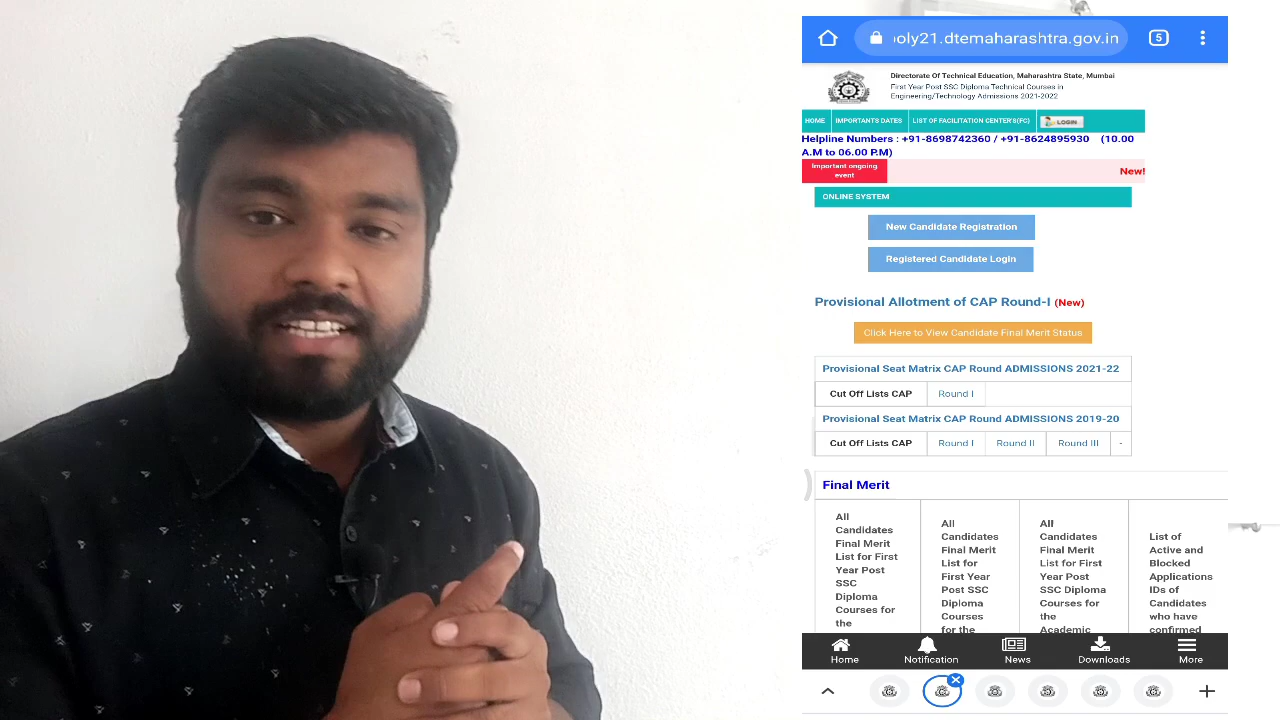 oly21.dtemaharashtra.gov.in
5
Directorate Of Technical Education, Maharashtra State, Mumbai
First Year Post SSC Diploma Technical Courses in
Engineering/Technology Admissions 2021-2022
HOME IMPORTANTS DATES LIST OF FACILITATION CENTER'S(FC) LOGIN
Helpline Numbers : +91-8698742360 / +91-8624895930 (10.00
A.M to 06.00 P.M)
Important ongoing
event
New!
ONLINE SYSTEM
New Candidate Registration
Registered Candidate Login
Provisional Allotment of CAP Round-I (New)
Click Here to View Candidate Final Merit Status
Provisional Seat Matrix CAP Round ADMISSIONS 2021-22
Cut Off Lists CAP Round I
Provisional Seat Matrix CAP Round ADMISSIONS 2019-20
Cut Off Lists CAP Round I Round II Round III -
Final Merit
All
Candidates
Final Merit
List for First
Year Post
SSC
Diploma
Courses for
the
All
Candidates
Final Merit
List for
First Year
Post SSC
Diploma
Courses
for the
All
Candidates
Final Merit
List for First
Year Post
SSC Diploma
Courses for
the
Academic
List of
Active and
Blocked
Applications
IDs of
Candidates
who have
confirmed
Home Notification News Downloads More